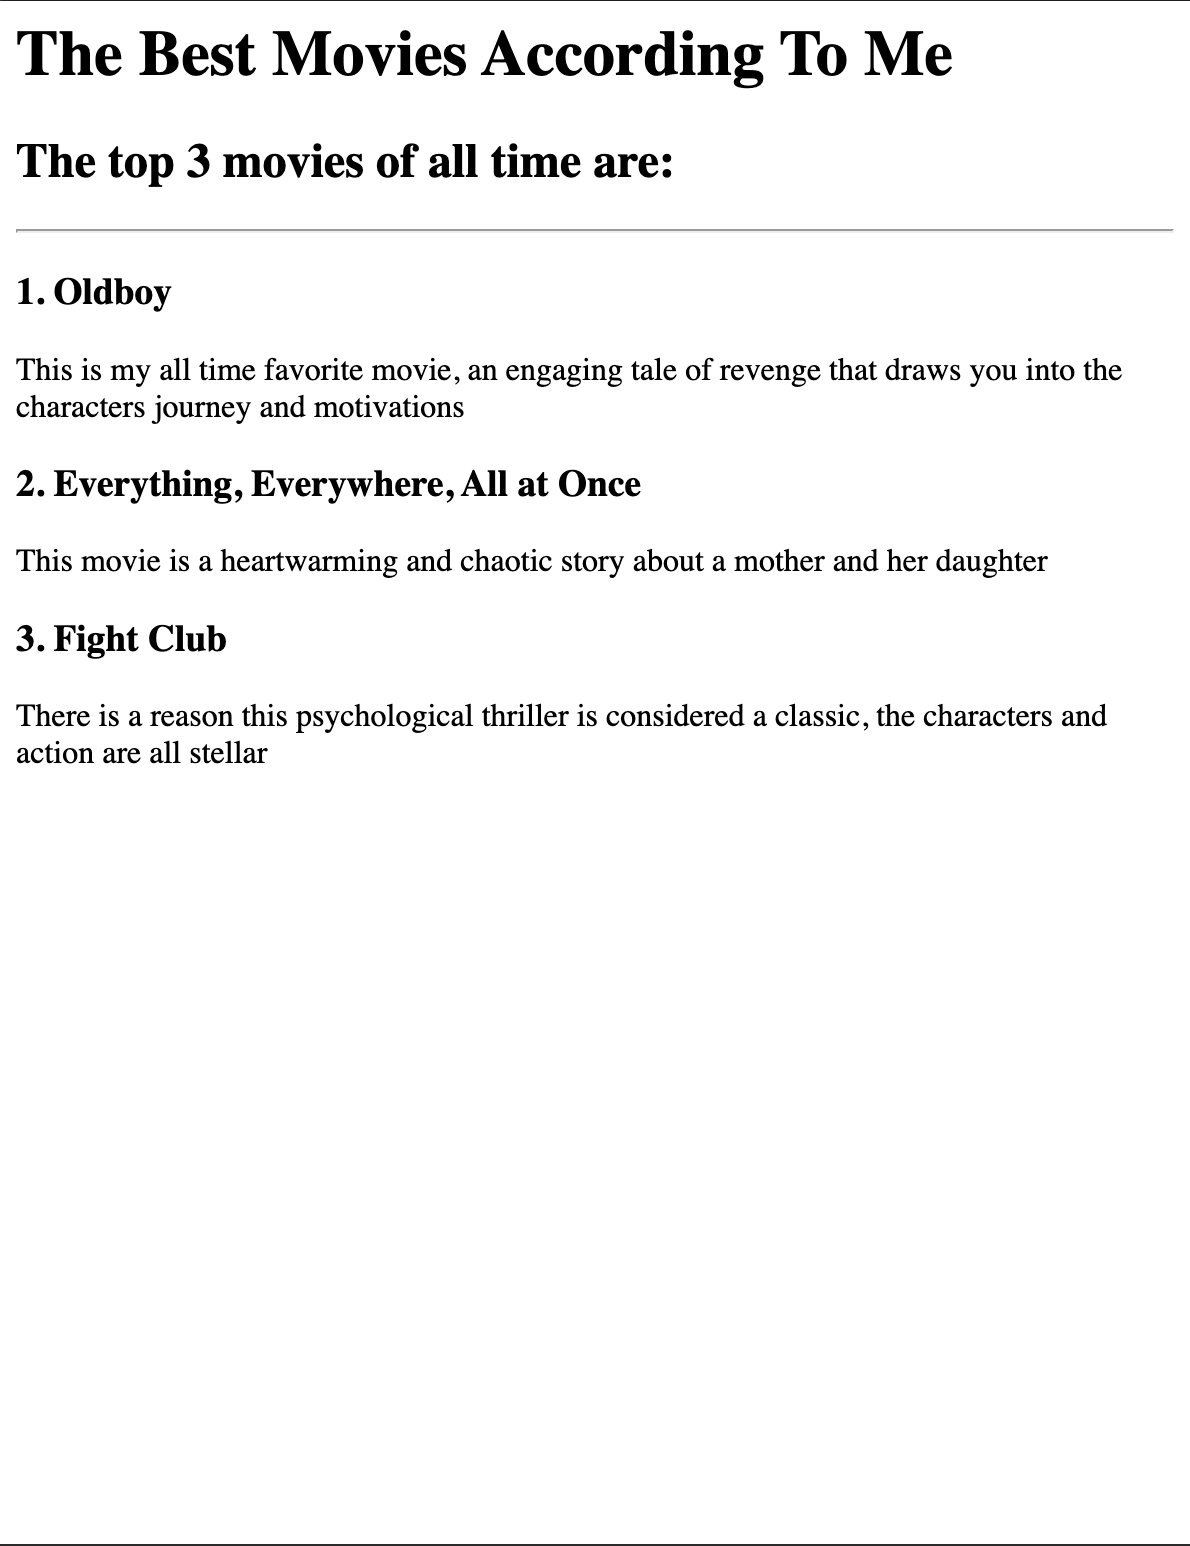 The Best Movies According To Me
The top 3 movies of all time are:
1. Oldboy
This is my all time favorite movie, an engaging tale of revenge that draws you into the
characters journey and motivations
2. Everything, Everywhere, All at Once
This movie is a heartwarming and chaotic story about a mother and her daughter
3. Fight Club
There is a reason this psychological thriller is considered a classic, the characters and
action are all stellar